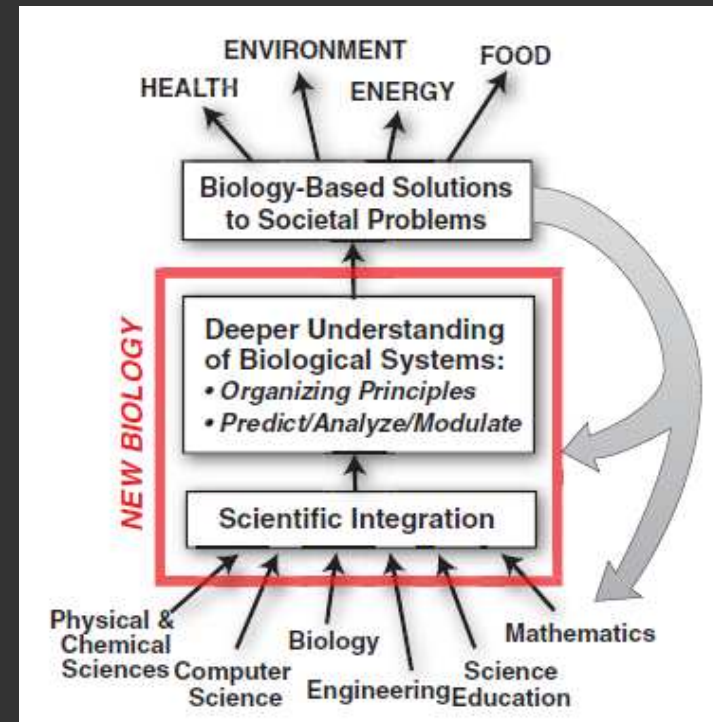 ENVIRONMENT
FOOD
HEALTH
ENERGY
Biology-Based Solutions
to Societal Problems
NEW BIOLOGY
Deeper Understanding
of Biological Systems:
• Organizing Principles
• Predict/Analyze/Modulate
Scientific Integration
Physical &
Chemical
Sciences
Computer
Science
Biology
Engineering
Science
Education
Mathematics